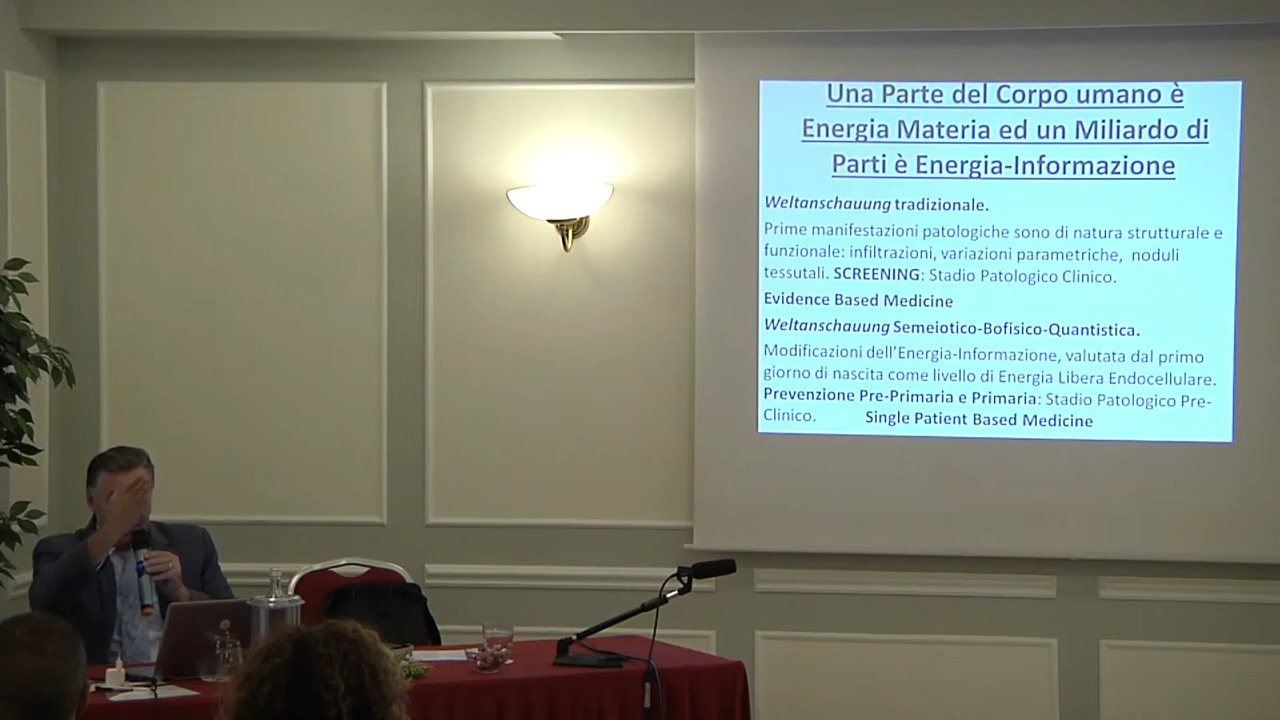 Una Parte del Corpo umano è
Energia Materia ed un Miliardo di
Parti è Energia-Informazione
Weltanschauung tradizionale.
Prime manifestazioni patologiche sono di natura strutturale e
funzionale: infiltrazioni, variazioni parametriche, noduli
tessutali. SCREENING: Stadio Patologico Clinico.
Evidence Based Medicine
Weltanschauung Semeiotico-Bofisico-Quantistica.
Modificazioni dell'Energia-Informazione, valutata dal primo
giorno di nascita come livello di Energia Libera Endocellulare.
Prevenzione Pre-Primaria e Primaria: Stadio Patologico Pre-
Clinico. Single Patient Based Medicine